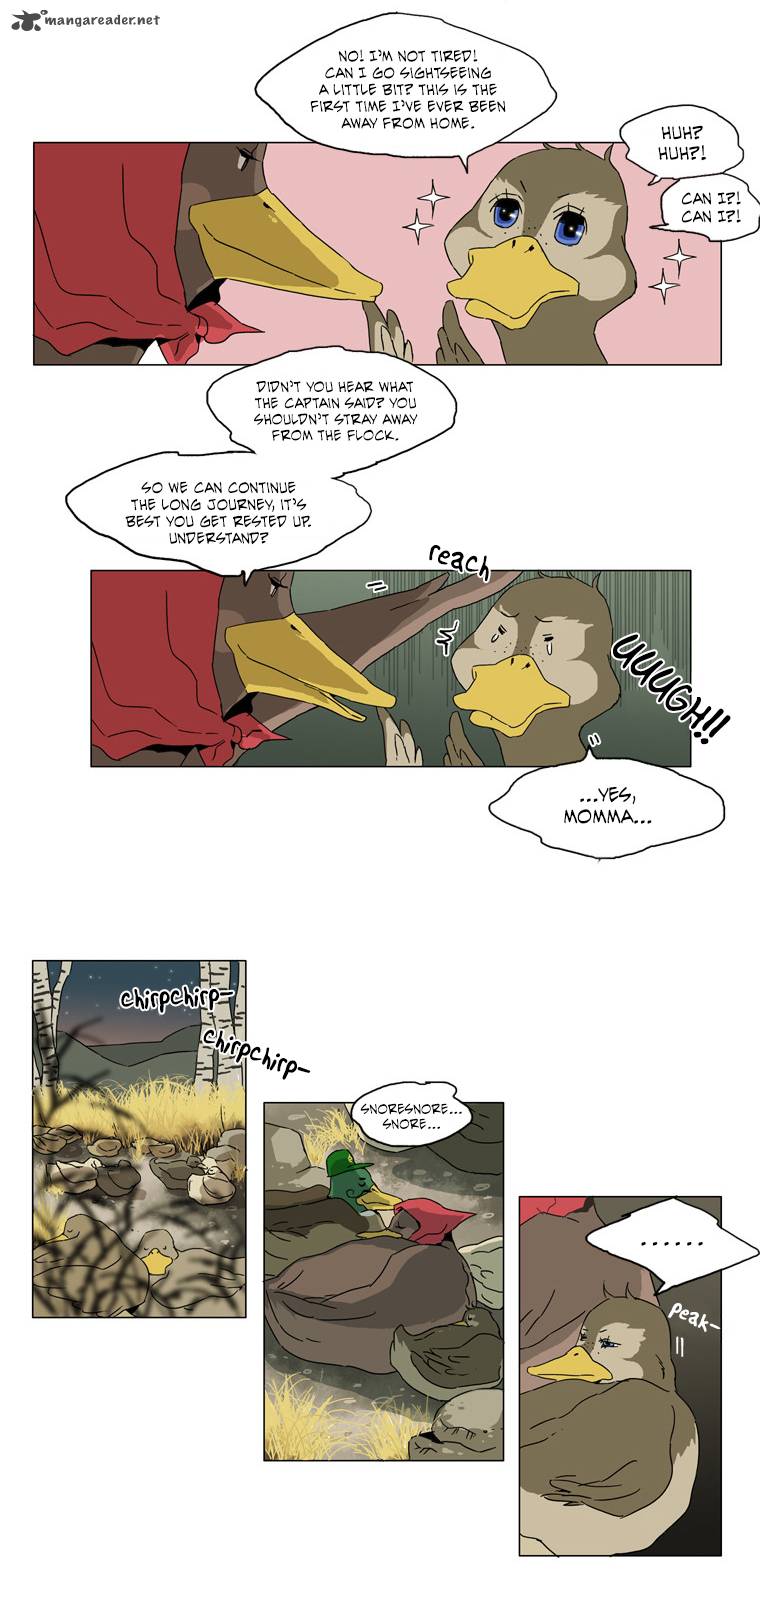 mangareader.net
NO! I'M NOT TIRED!
CAN I GO SIGHTSEEING
A LITTLE BIT? THIS IS THE
FIRST TIME I'VE EVER BEEN
AWAY FROM HOME.
HUH?
HUH?!
CAN I?!
CAN I?!
DIDN'T YOU HEAR WHAT
THE CAPTAIN SAID? YOU
SHOULDN'T STRAY AWAY
FROM THE FLOCK.
SO WE CAN CONTINUE
THE LONG JOURNEY, IT'S
BEST YOU GET RESTED UP.
UNDERSTAND?
reach
UUUGH!!
...YES,
MOMMA...
chirpchirp-
chirpchirp-
SNORESNORE...
SNORE...
......
peak-